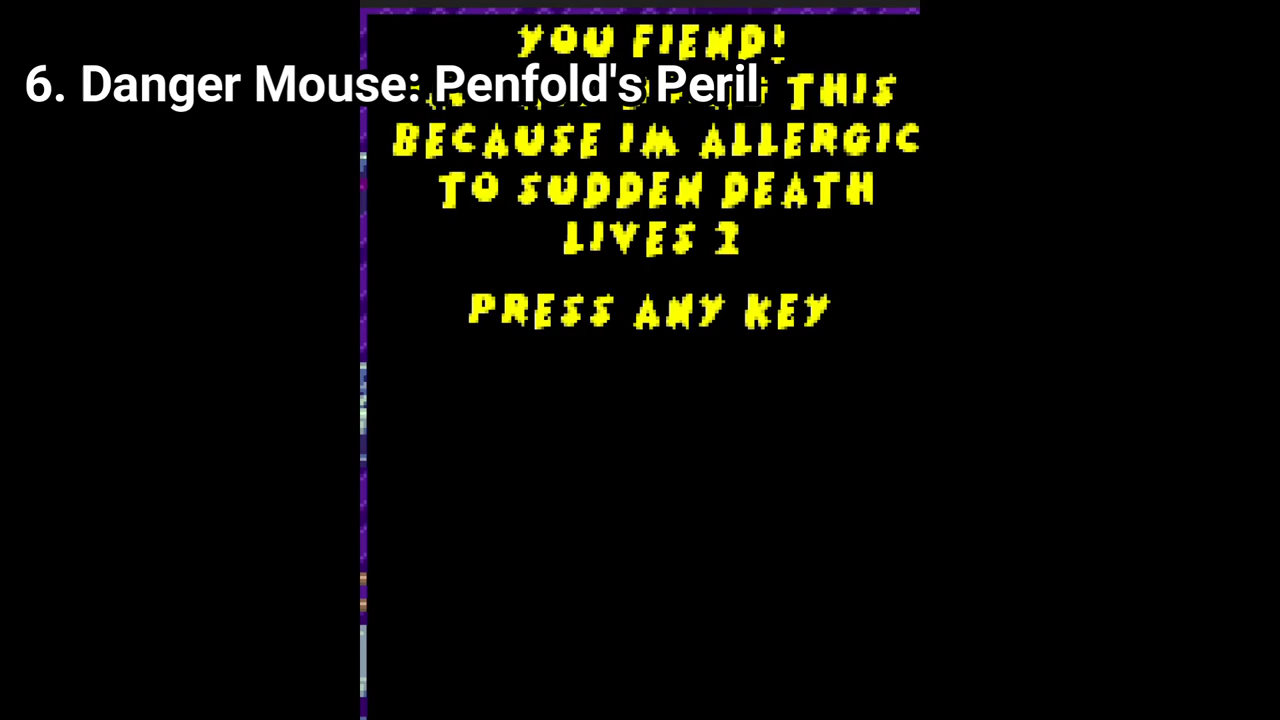 YOU FIEND!
6. Danger Mouse: Penfold's Peril
THIS
BECAUSE IM ALLERGIC
TO SUDDEN DEATH
LIVES 2
PRESS ANY KEY